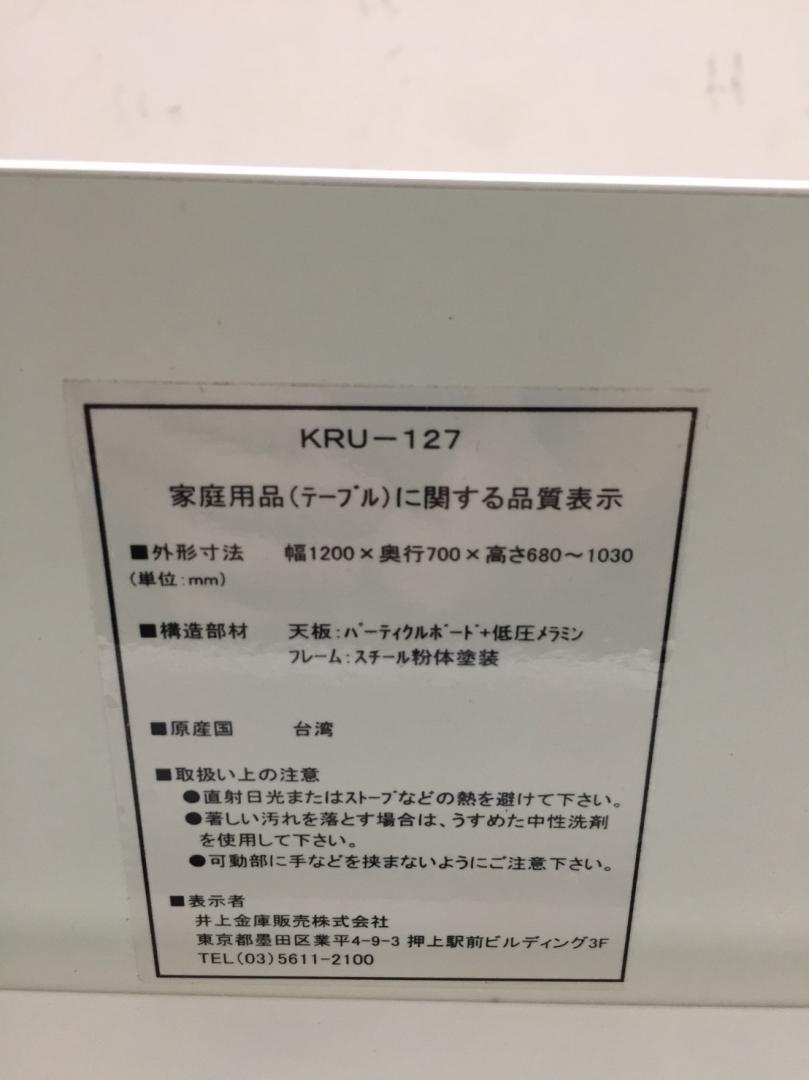 KRU－127
家庭用品(ﾃｰﾌﾞﾙ)に関する品質表示
■外形寸法　幅1200×奥行700×高さ680～1030
(単位:mm)
■構造部材　天板:ﾊﾟｰﾃｨｸﾙﾎﾞｰﾄﾞ+低圧ﾒﾗﾐﾝ
ﾌﾚｰﾑ:ｽﾁｰﾙ粉体塗装
■原産国　台湾
■取扱い上の注意
●直射日光またはｽﾄｰﾌﾞなどの熱を避けて下さい。
●著しい汚れを落とす場合は、うすめた中性洗剤
を使用して下さい。
●可動部に手などを挟まないようにご注意下さい。
■表示者
井上金庫販売株式会社
東京都墨田区業平4-9-3 押上駅前ビルディング3F
TEL(03)5611-2100